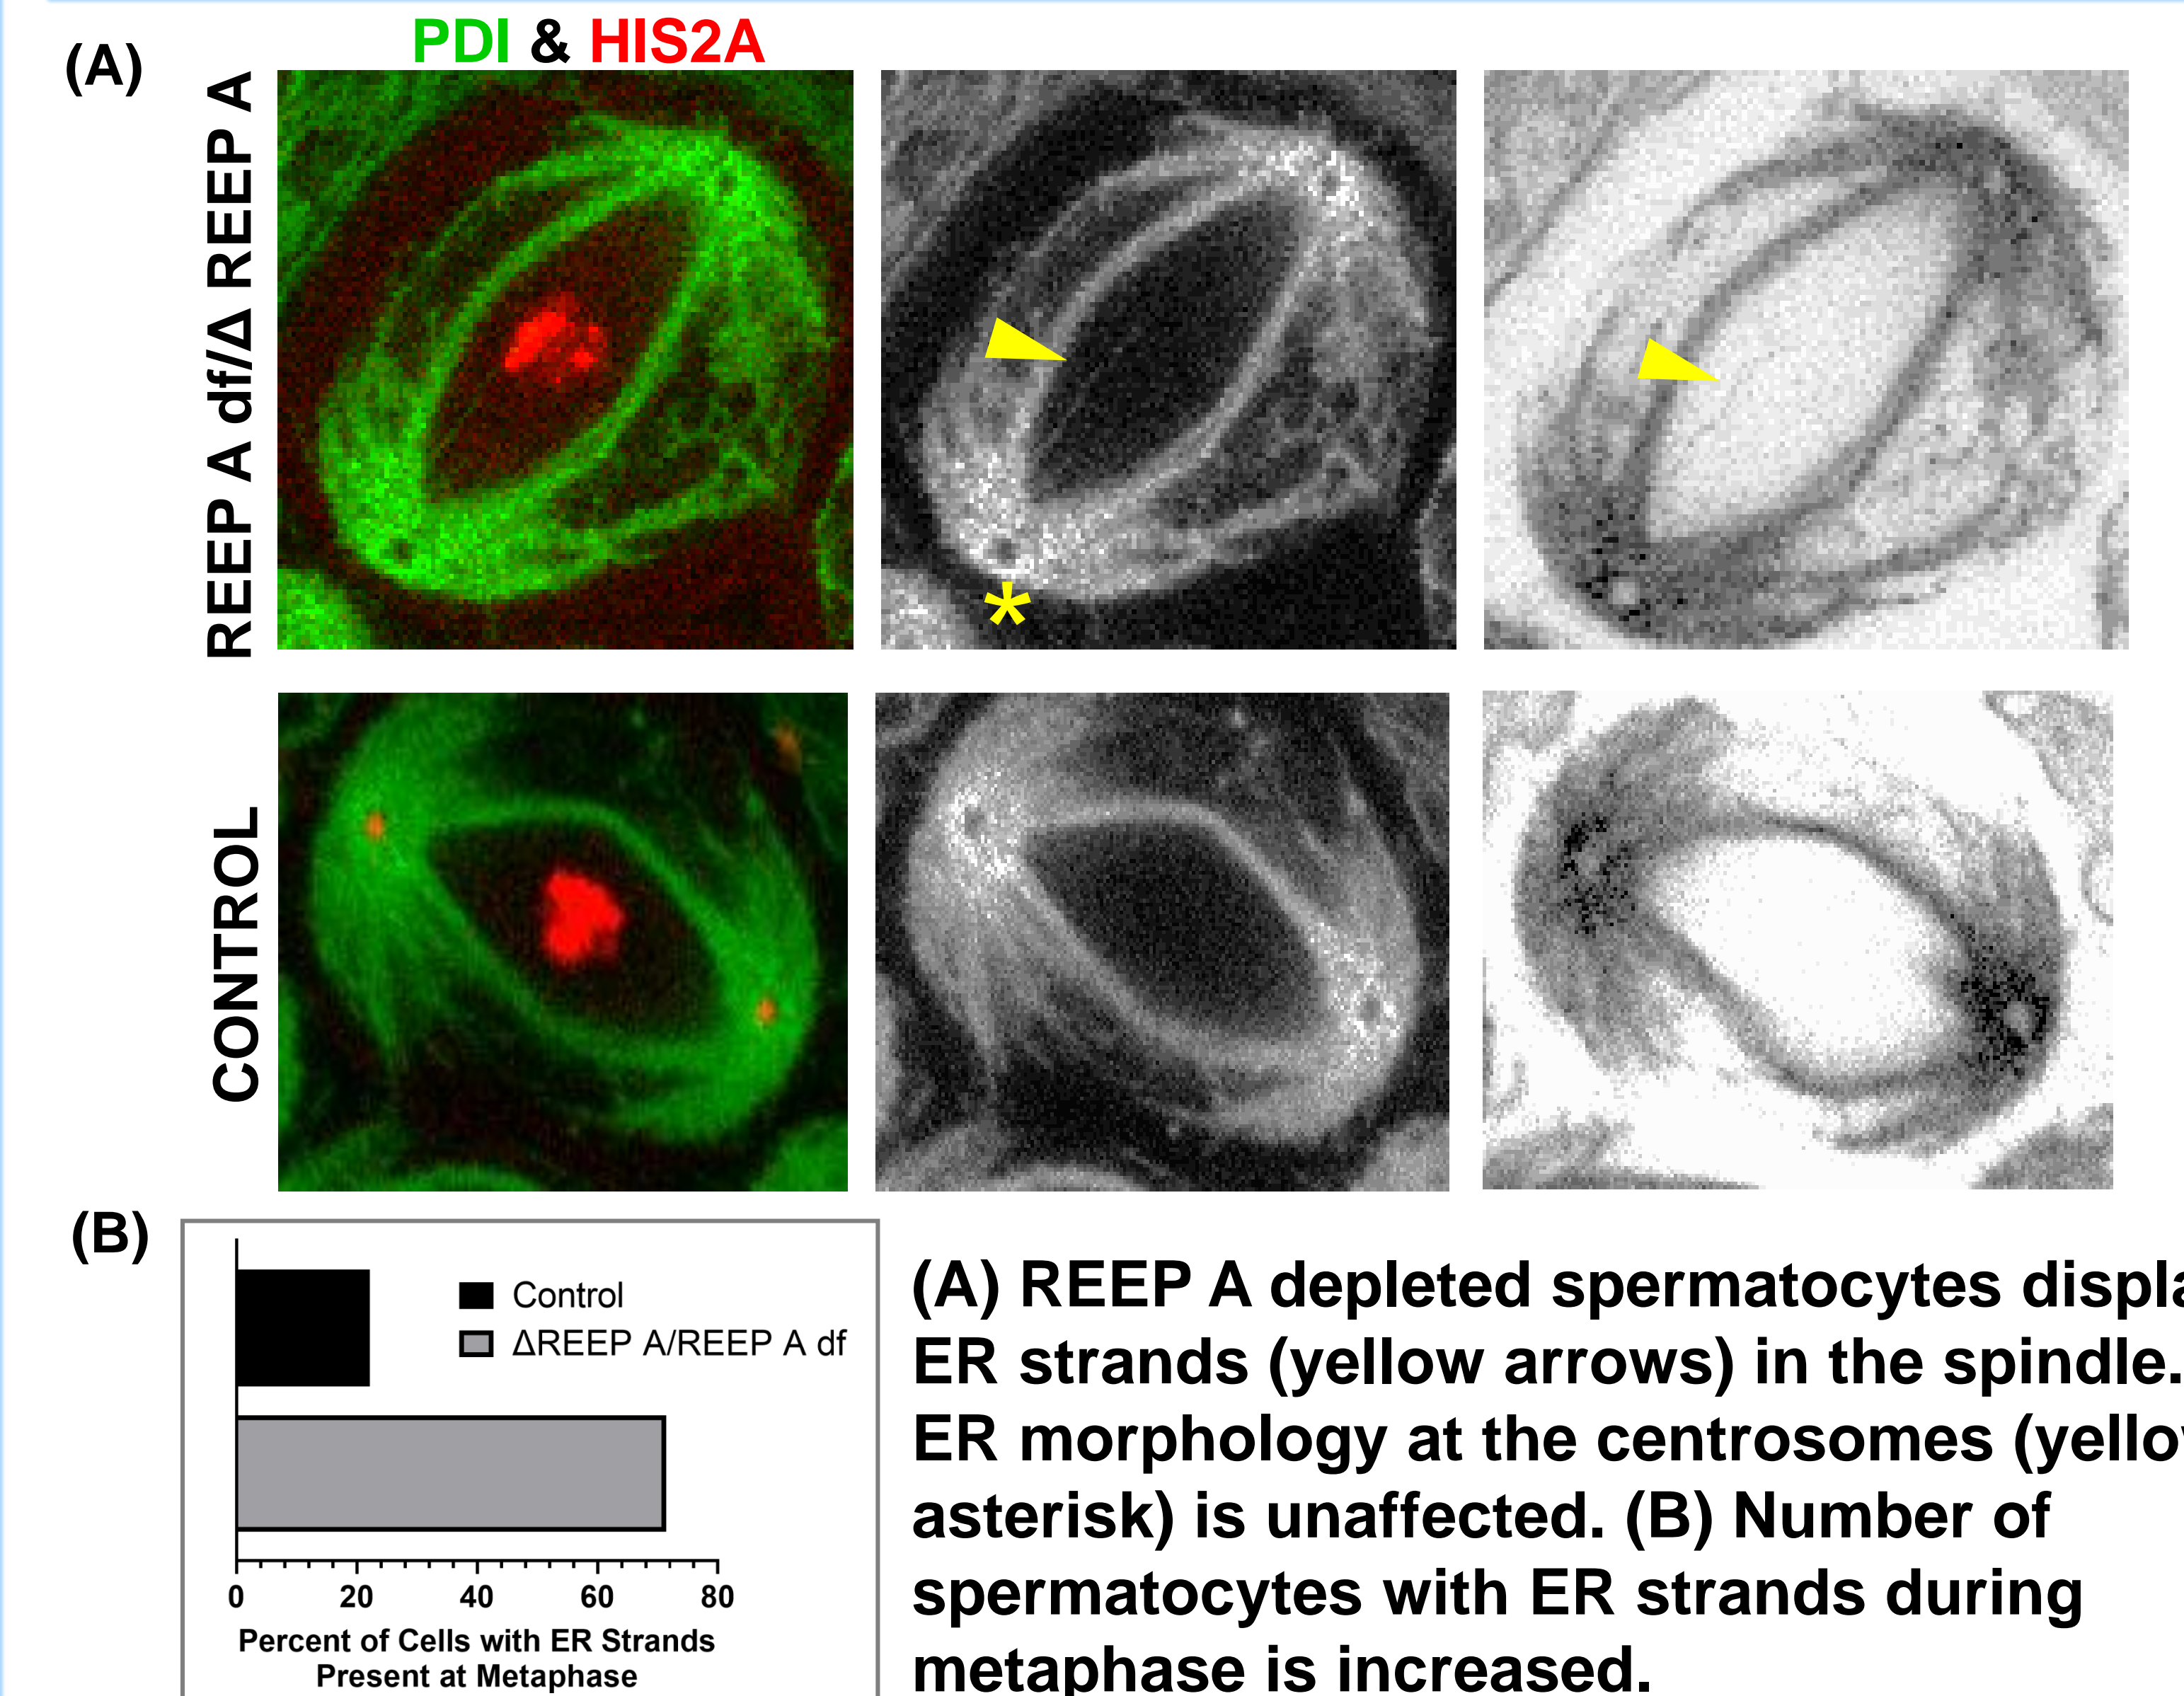 (A)
PDI & HIS2A
REEP A df/Δ REEP A
*
CONTROL
(B)
Control
ΔREEP A/REEP A df
0 20 40 60 80
Percent of Cells with ER Strands
Present at Metaphase
(A) REEP A depleted spermatocytes displa
ER strands (yellow arrows) in the spindle.
ER morphology at the centrosomes (yello
asterisk) is unaffected. (B) Number of
spermatocytes with ER strands during
metaphase is increased.